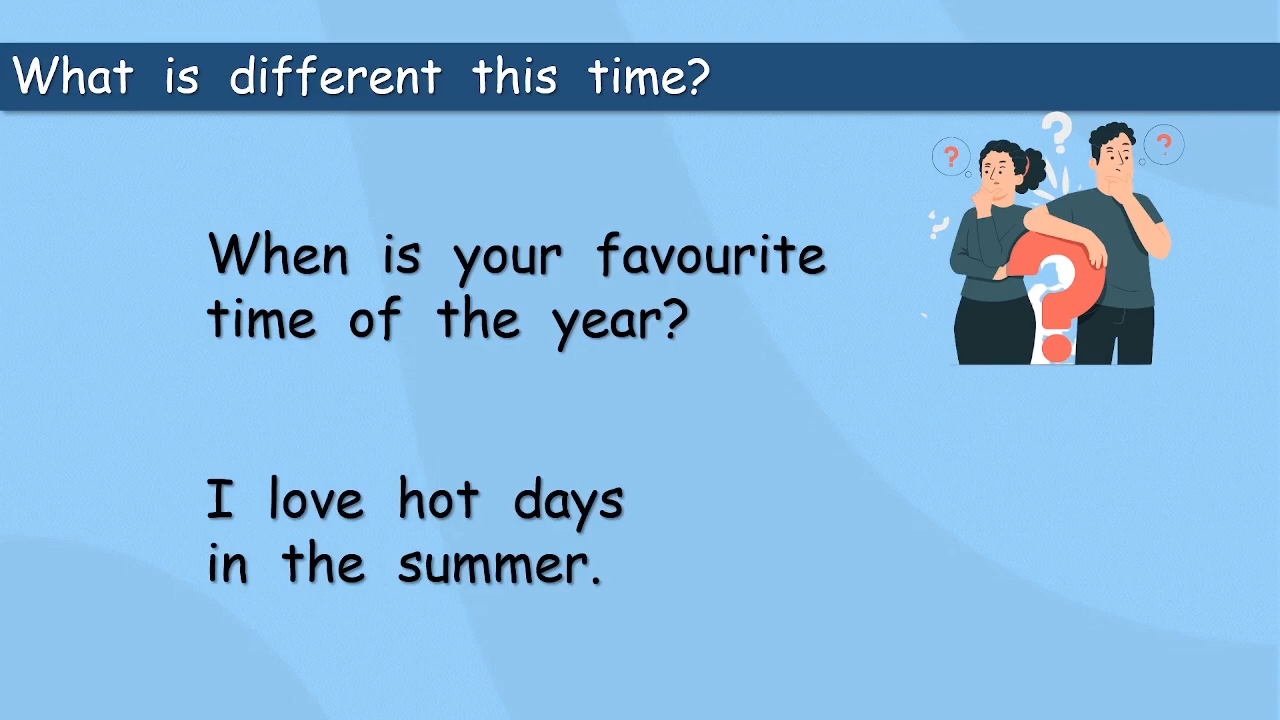 What is different this time?
When is your favourite
time of the year?
I love hot days
in the summer.